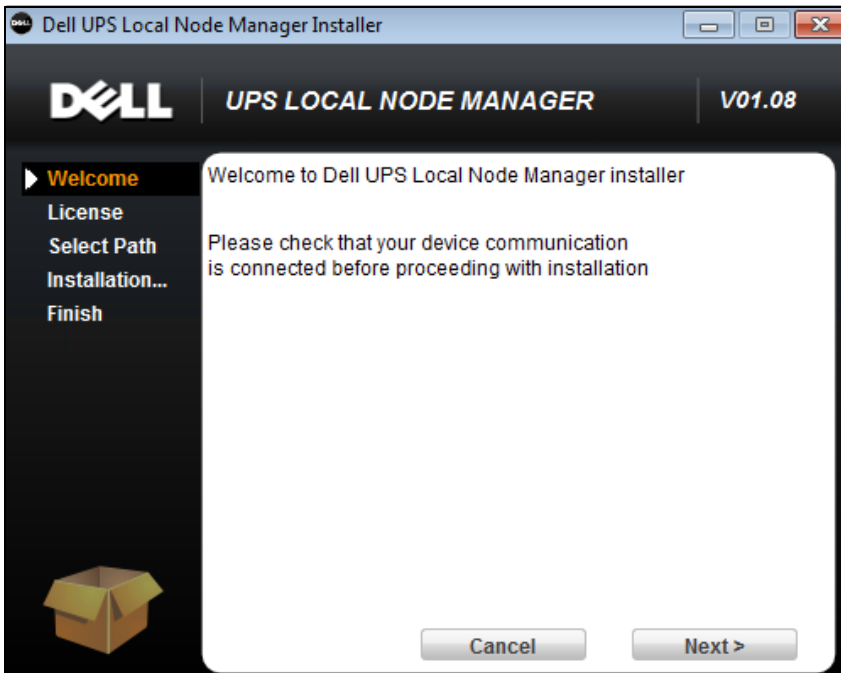 Dell UPS Local Node Manager Installer
DELL UPS LOCAL NODE MANAGER V01.08
Welcome
License
Select Path
Installation...
Finish
Welcome to Dell UPS Local Node Manager installer
Please check that your device communication
is connected before proceeding with installation
Cancel Next >